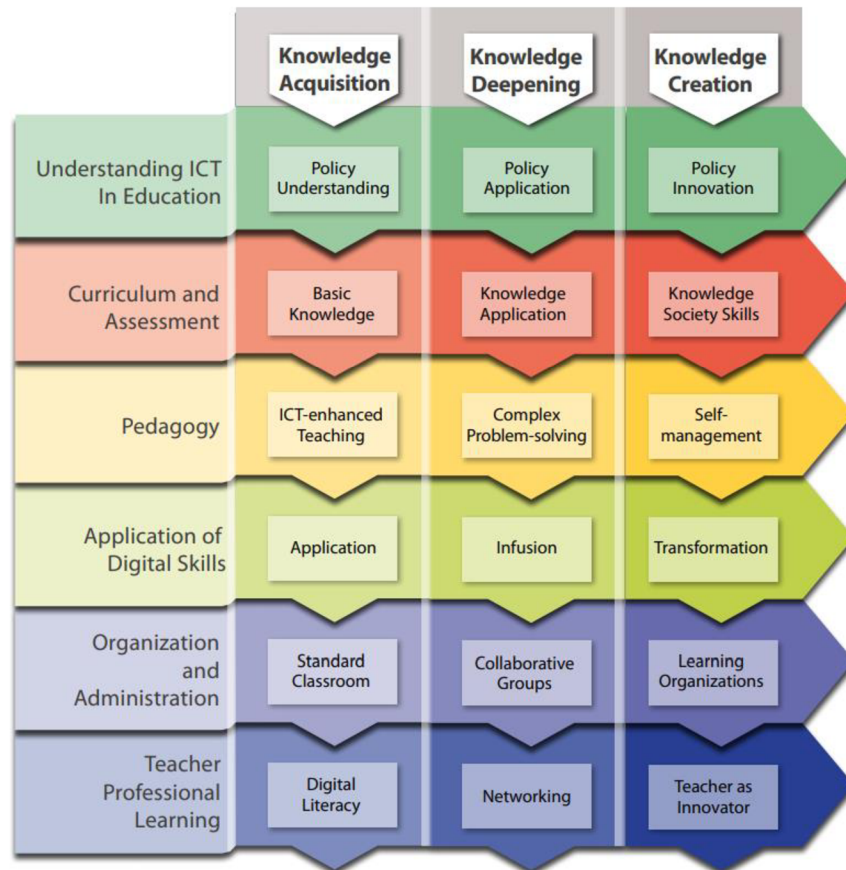 Knowledge
Acquisition
Knowledge
Deepening
Knowledge
Creation
Understanding ICT
In Education
Policy
Understanding
Policy
Application
Policy
Innovation
Curriculum and
Assessment
Basic
Knowledge
Knowledge
Application
Knowledge
Society Skills
Pedagogy
ICT-enhanced
Teaching
Complex
Problem-solving
Self-
management
Application of
Digital Skills
Application
Infusion
Transformation
Organization
and
Administration
Standard
Classroom
Collaborative
Groups
Learning
Organizations
Teacher
Professional
Learning
Digital
Literacy
Networking
Teacher as
Innovator